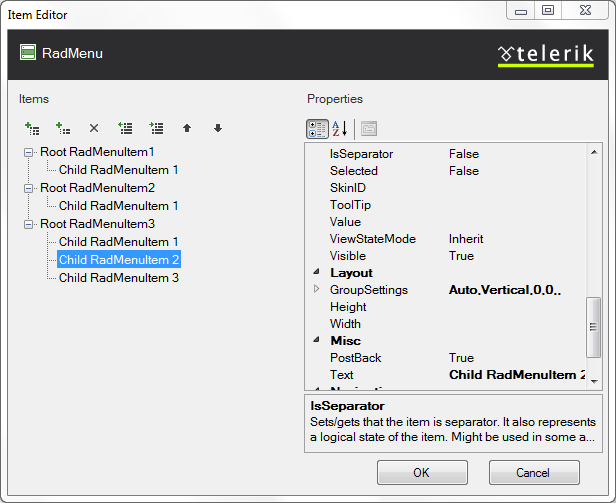 Item Editor
RadMenu
telerik
Items
Properties
Root RadMenuItem1
Child RadMenuItem 1
Root RadMenuItem2
Child RadMenuItem 1
Root RadMenuItem3
Child RadMenuItem 1
Child RadMenuItem 2
Child RadMenuItem 3
IsSeparator False
Selected False
SkinID
ToolTip
Value
ViewStateMode Inherit
Visible True
Layout
GroupSettings Auto,Vertical,0,0,,
Height
Width
Misc
PostBack True
Text Child RadMenuItem 2
IsSeparator
Sets/gets that the item is separator. It also represents
a logical state of the item. Might be used in some a...
OK
Cancel